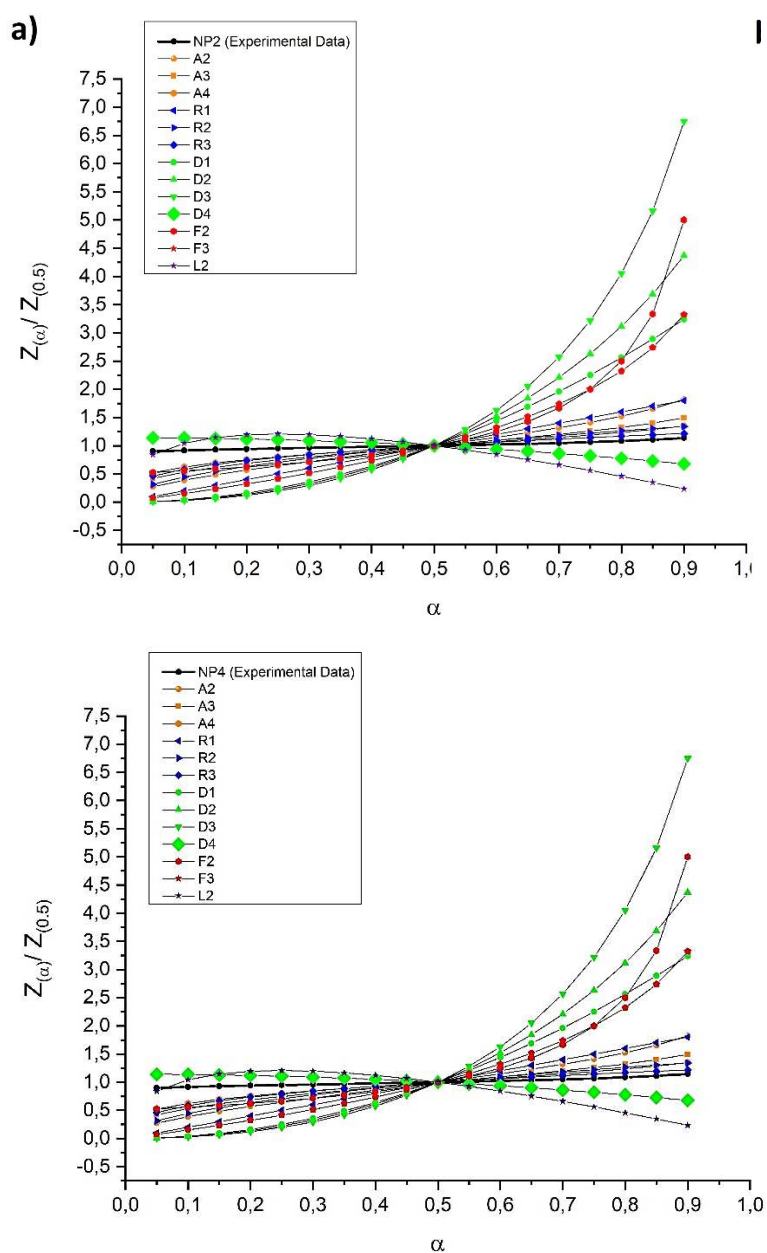 a)
NP2 (Experimental Data)
A2
A3
A4
R1
R2
R3
D1
D2
D3
D4
F2
F3
L2
7,5
7,0
6,5
6,0
5,5
5,0
4,5
4,0
3,5
3,0
2,5
2,0
1,5
1,0
0,5
0,0
-0,5
Z(α)/ Z(0.5)
0,0 0,1 0,2 0,3 0,4 0,5 0,6 0,7 0,8 0,9 1,0
α
NP4 (Experimental Data)
A2
A3
A4
R1
R2
R3
D1
D2
D3
D4
F2
F3
L2
7,5
7,0
6,5
6,0
5,5
5,0
4,5
4,0
3,5
3,0
2,5
2,0
1,5
1,0
0,5
0,0
-0,5
Z(α)/ Z(0.5)
0,0 0,1 0,2 0,3 0,4 0,5 0,6 0,7 0,8 0,9 1,0
α